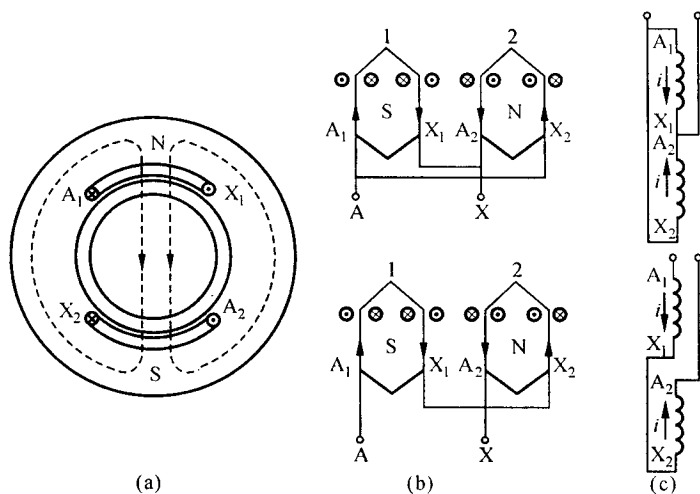 N
A₁ X₁
X₂ A₂
S
(a)
1 2
S N
A₁ X₁ A₂ X₂
A X
1 2
S N
A₁ X₁ A₂ X₂
A X
(b)
A₁
i
X₁
A₂
i
X₂
A₁
i
X₁
A₂
i
X₂
(c)